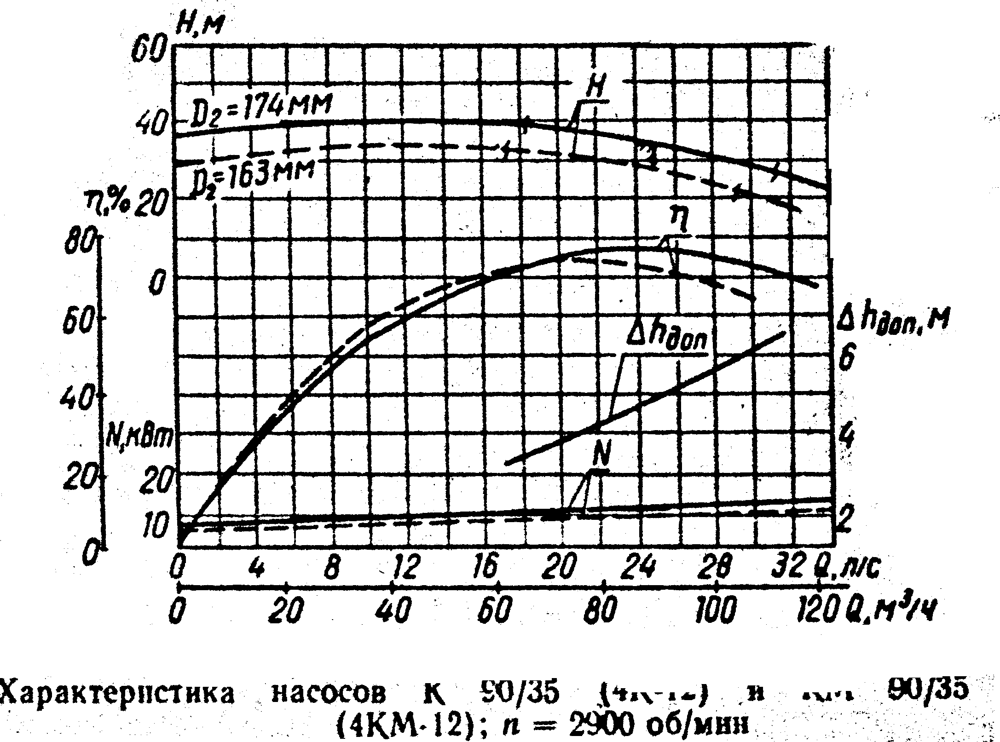 H,м
60
H
D₂=174мм
40
D₂=163мм
η,% 20
η
80
0
60
Δhдоп, м
Δhдоп
6
40
N,кВт
4
N
20
20
10
2
0
0 4 8 12 16 20 24 28 32 Q, л/с
0 20 40 60 80 100 120 Q, м³/ч
Характеристика насосов К 90/35 и 90/35
(4КМ-12); n = 2900 об/мин